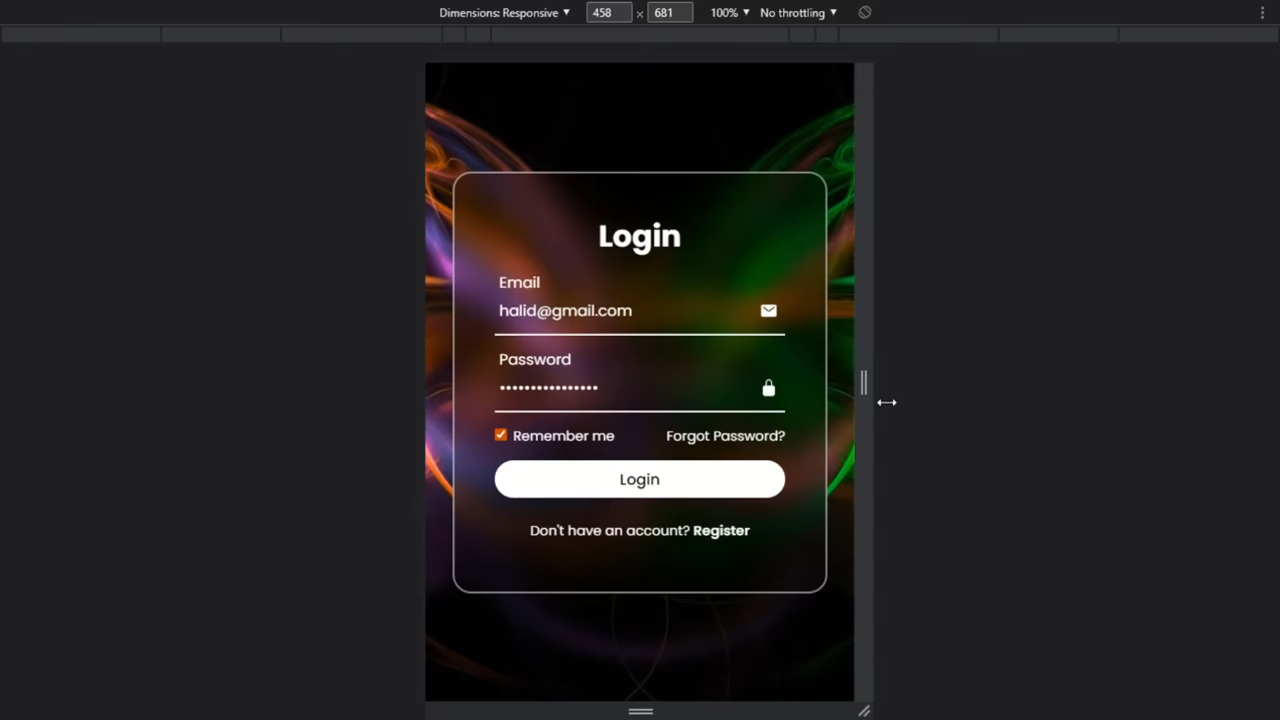 Dimensions: Responsive 458 × 681 100% No throttling
Login
Email
halid@gmail.com
Password
••••••••••••••••
Remember me Forgot Password?
Login
Don't have an account? Register